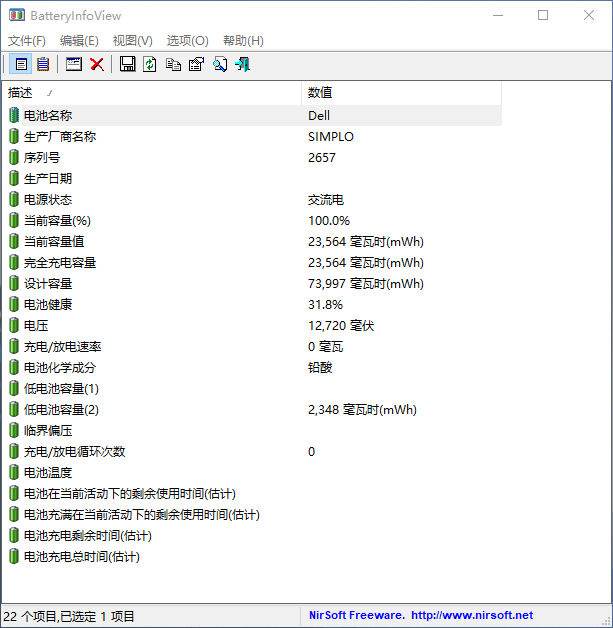 BatteryInfoView
文件(F) 编辑(E) 视图(V) 选项(O) 帮助(H)
描述 数值
电池名称 Dell
生产厂商名称 SIMPLO
序列号 2657
生产日期
电源状态 交流电
当前容量(%) 100.0%
当前容量值 23,564 毫瓦时(mWh)
完全充电容量 23,564 毫瓦时(mWh)
设计容量 73,997 毫瓦时(mWh)
电池健康 31.8%
电压 12,720 毫伏
充电/放电速率 0 毫瓦
电池化学成分 铅酸
低电池容量(1)
低电池容量(2) 2,348 毫瓦时(mWh)
临界偏压
充电/放电循环次数 0
电池温度
电池在当前活动下的剩余使用时间(估计)
电池充满在当前活动下的剩余使用时间(估计)
电池充电剩余时间(估计)
电池充电总时间(估计)
22 个项目,已选定 1 项目 NirSoft Freeware. http://www.nirsoft.net